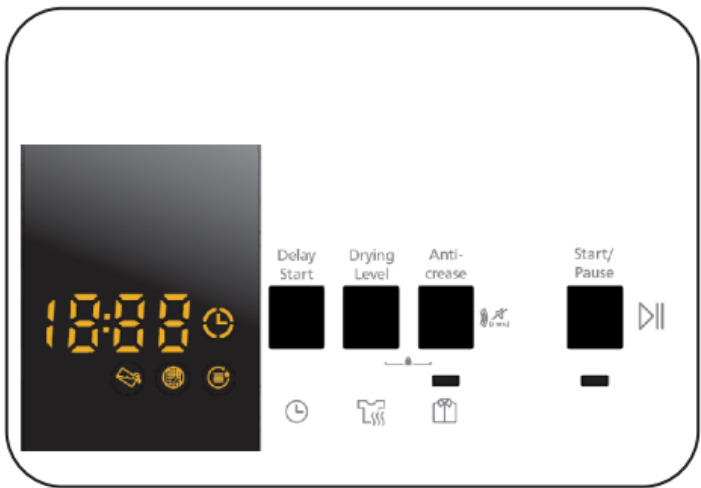 Delay
Start
Drying
Level
Anti-
crease
Start/
Pause
18:88